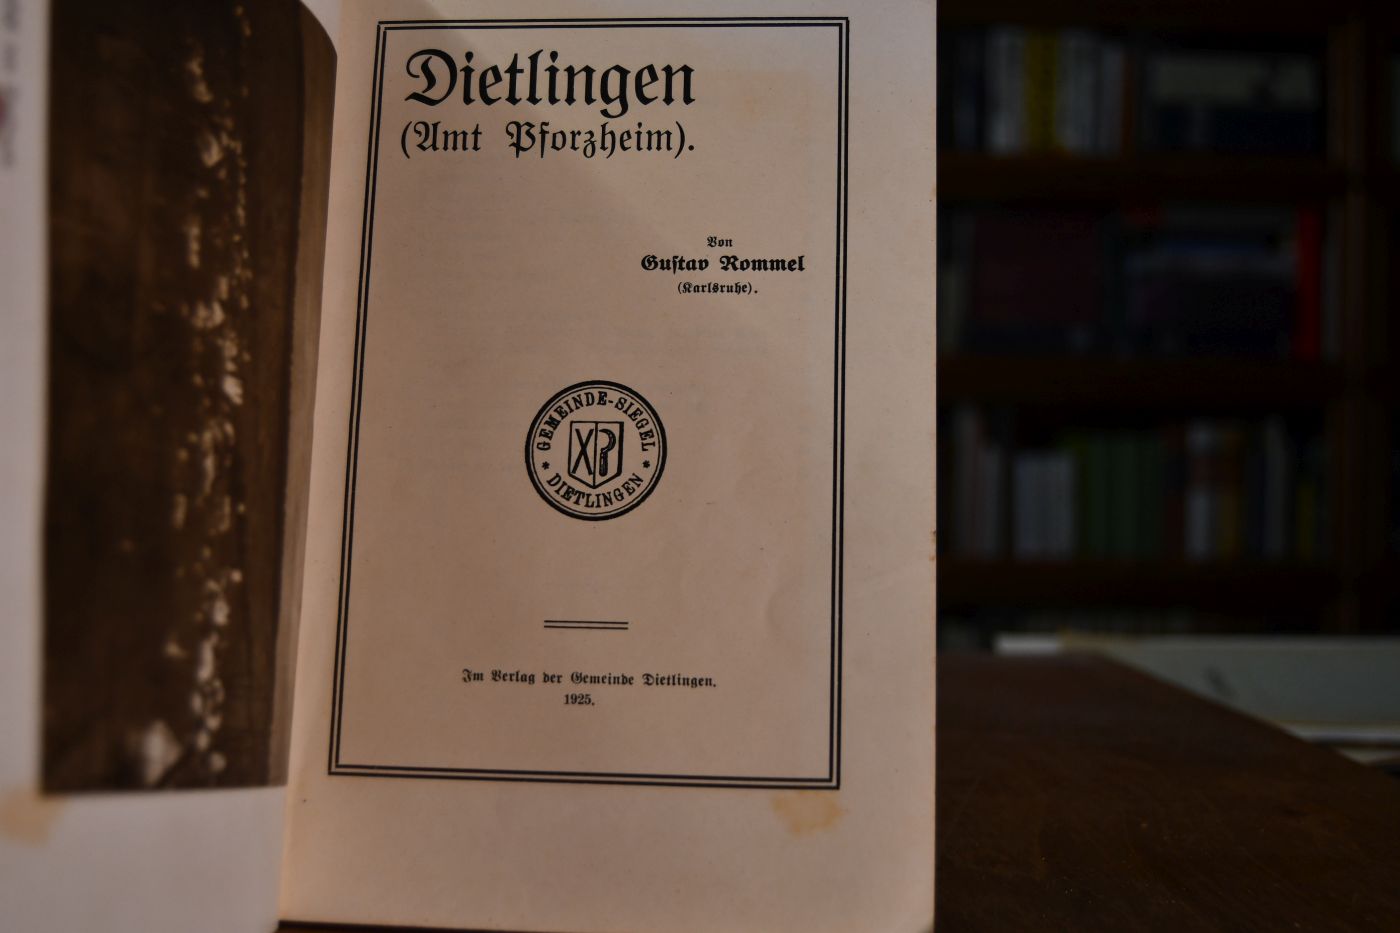 Dietlingen
(Amt Pforzheim).
Von
Gustav Rommel
(Karlsruhe).
GEMEINDE-SIEGEL
* DIETLINGEN *
Im Verlag der Gemeinde Dietlingen.
1925.